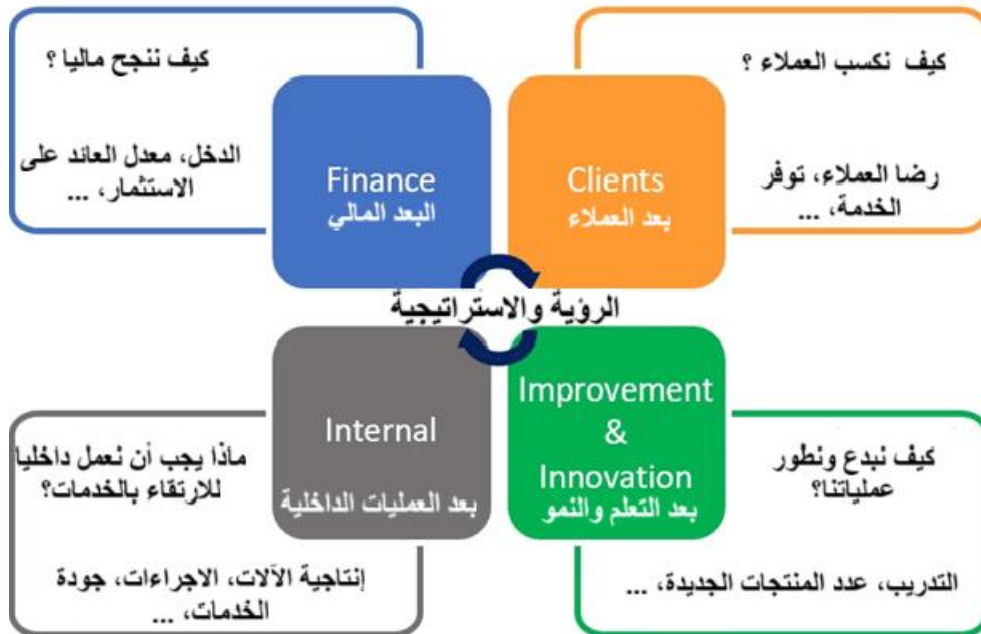 كيف ننجح ماليا ؟
الدخل، معدل العائد على
الاستثمار، ...
Finance
البعد المالي
Clients
بعد العملاء
كيف نكسب العملاء ؟
رضا العملاء، توفر
الخدمة، ...
الرؤية والاستراتيجية
Internal
بعد العمليات الداخلية
ماذا يجب أن نعمل داخليا
للارتقاء بالخدمات؟
إنتاجية الآلات، الاجراءات، جودة
الخدمات، ...
Improvement
&
Innovation
بعد التعلم والنمو
كيف نبدع ونطور
عملياتنا؟
التدريب، عدد المنتجات الجديدة، ...